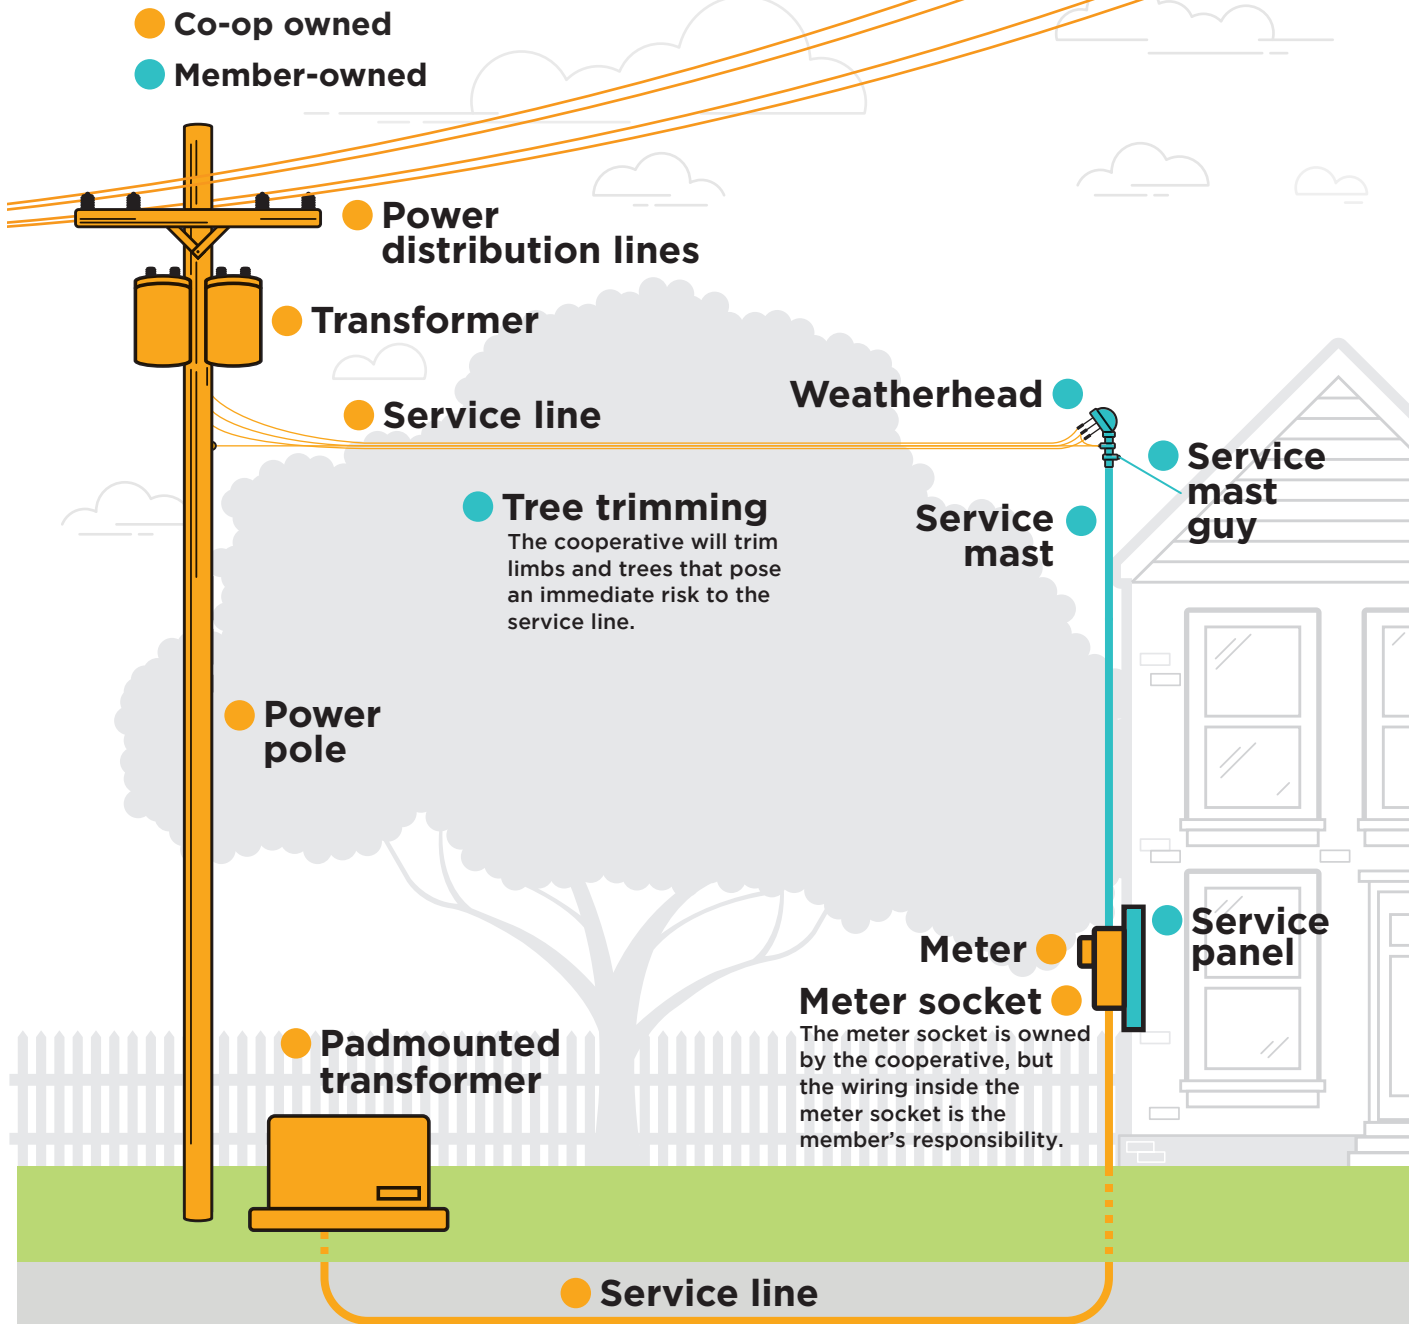 Co-op owned
Member-owned
Power
distribution lines
Transformer
Weatherhead
Service line
Service
mast
guy
Tree trimming
The cooperative will trim
limbs and trees that pose
an immediate risk to the
service line.
Service
mast
Power
pole
Service
panel
Meter
Meter socket
The meter socket is owned
by the cooperative, but
the wiring inside the
meter socket is the
member's responsibility.
Padmounted
transformer
Service line